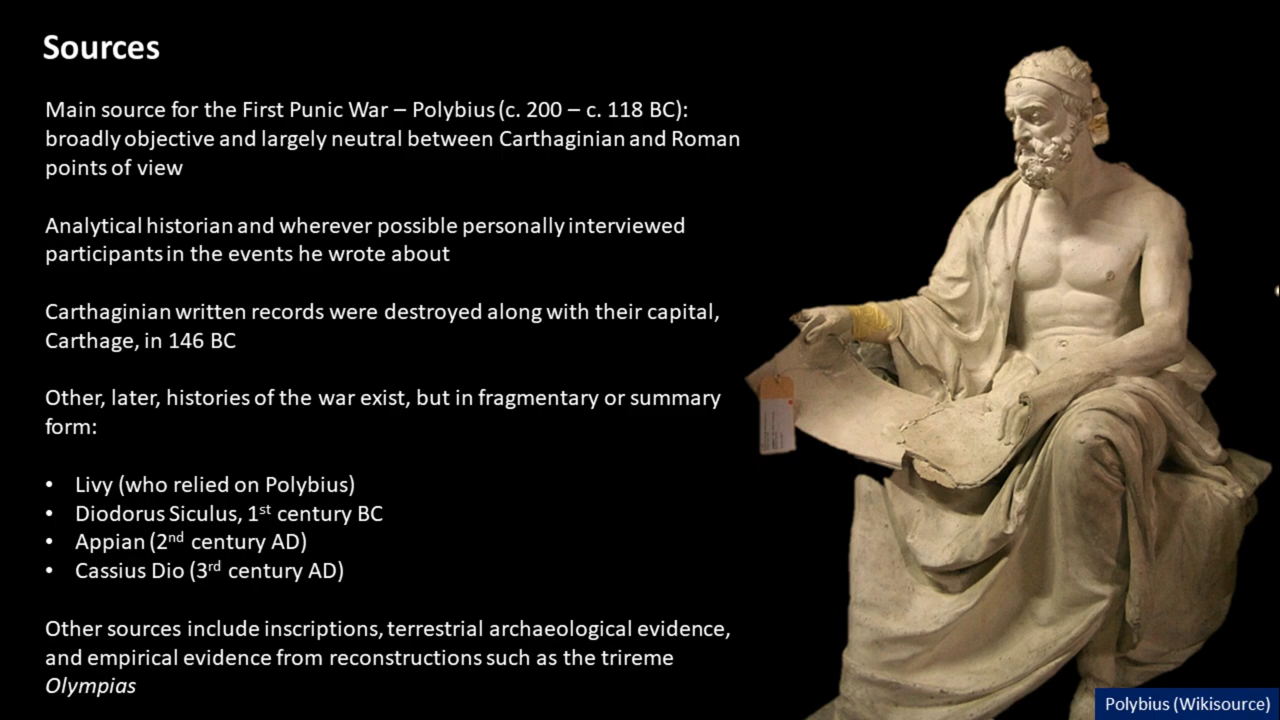 Sources
Main source for the First Punic War – Polybius (c. 200 – c. 118 BC):
broadly objective and largely neutral between Carthaginian and Roman
points of view
Analytical historian and wherever possible personally interviewed
participants in the events he wrote about
Carthaginian written records were destroyed along with their capital,
Carthage, in 146 BC
Other, later, histories of the war exist, but in fragmentary or summary
form:
• Livy (who relied on Polybius)
• Diodorus Siculus, 1st century BC
• Appian (2nd century AD)
• Cassius Dio (3rd century AD)
Other sources include inscriptions, terrestrial archaeological evidence,
and empirical evidence from reconstructions such as the trireme
Olympias
Polybius (Wikisource)